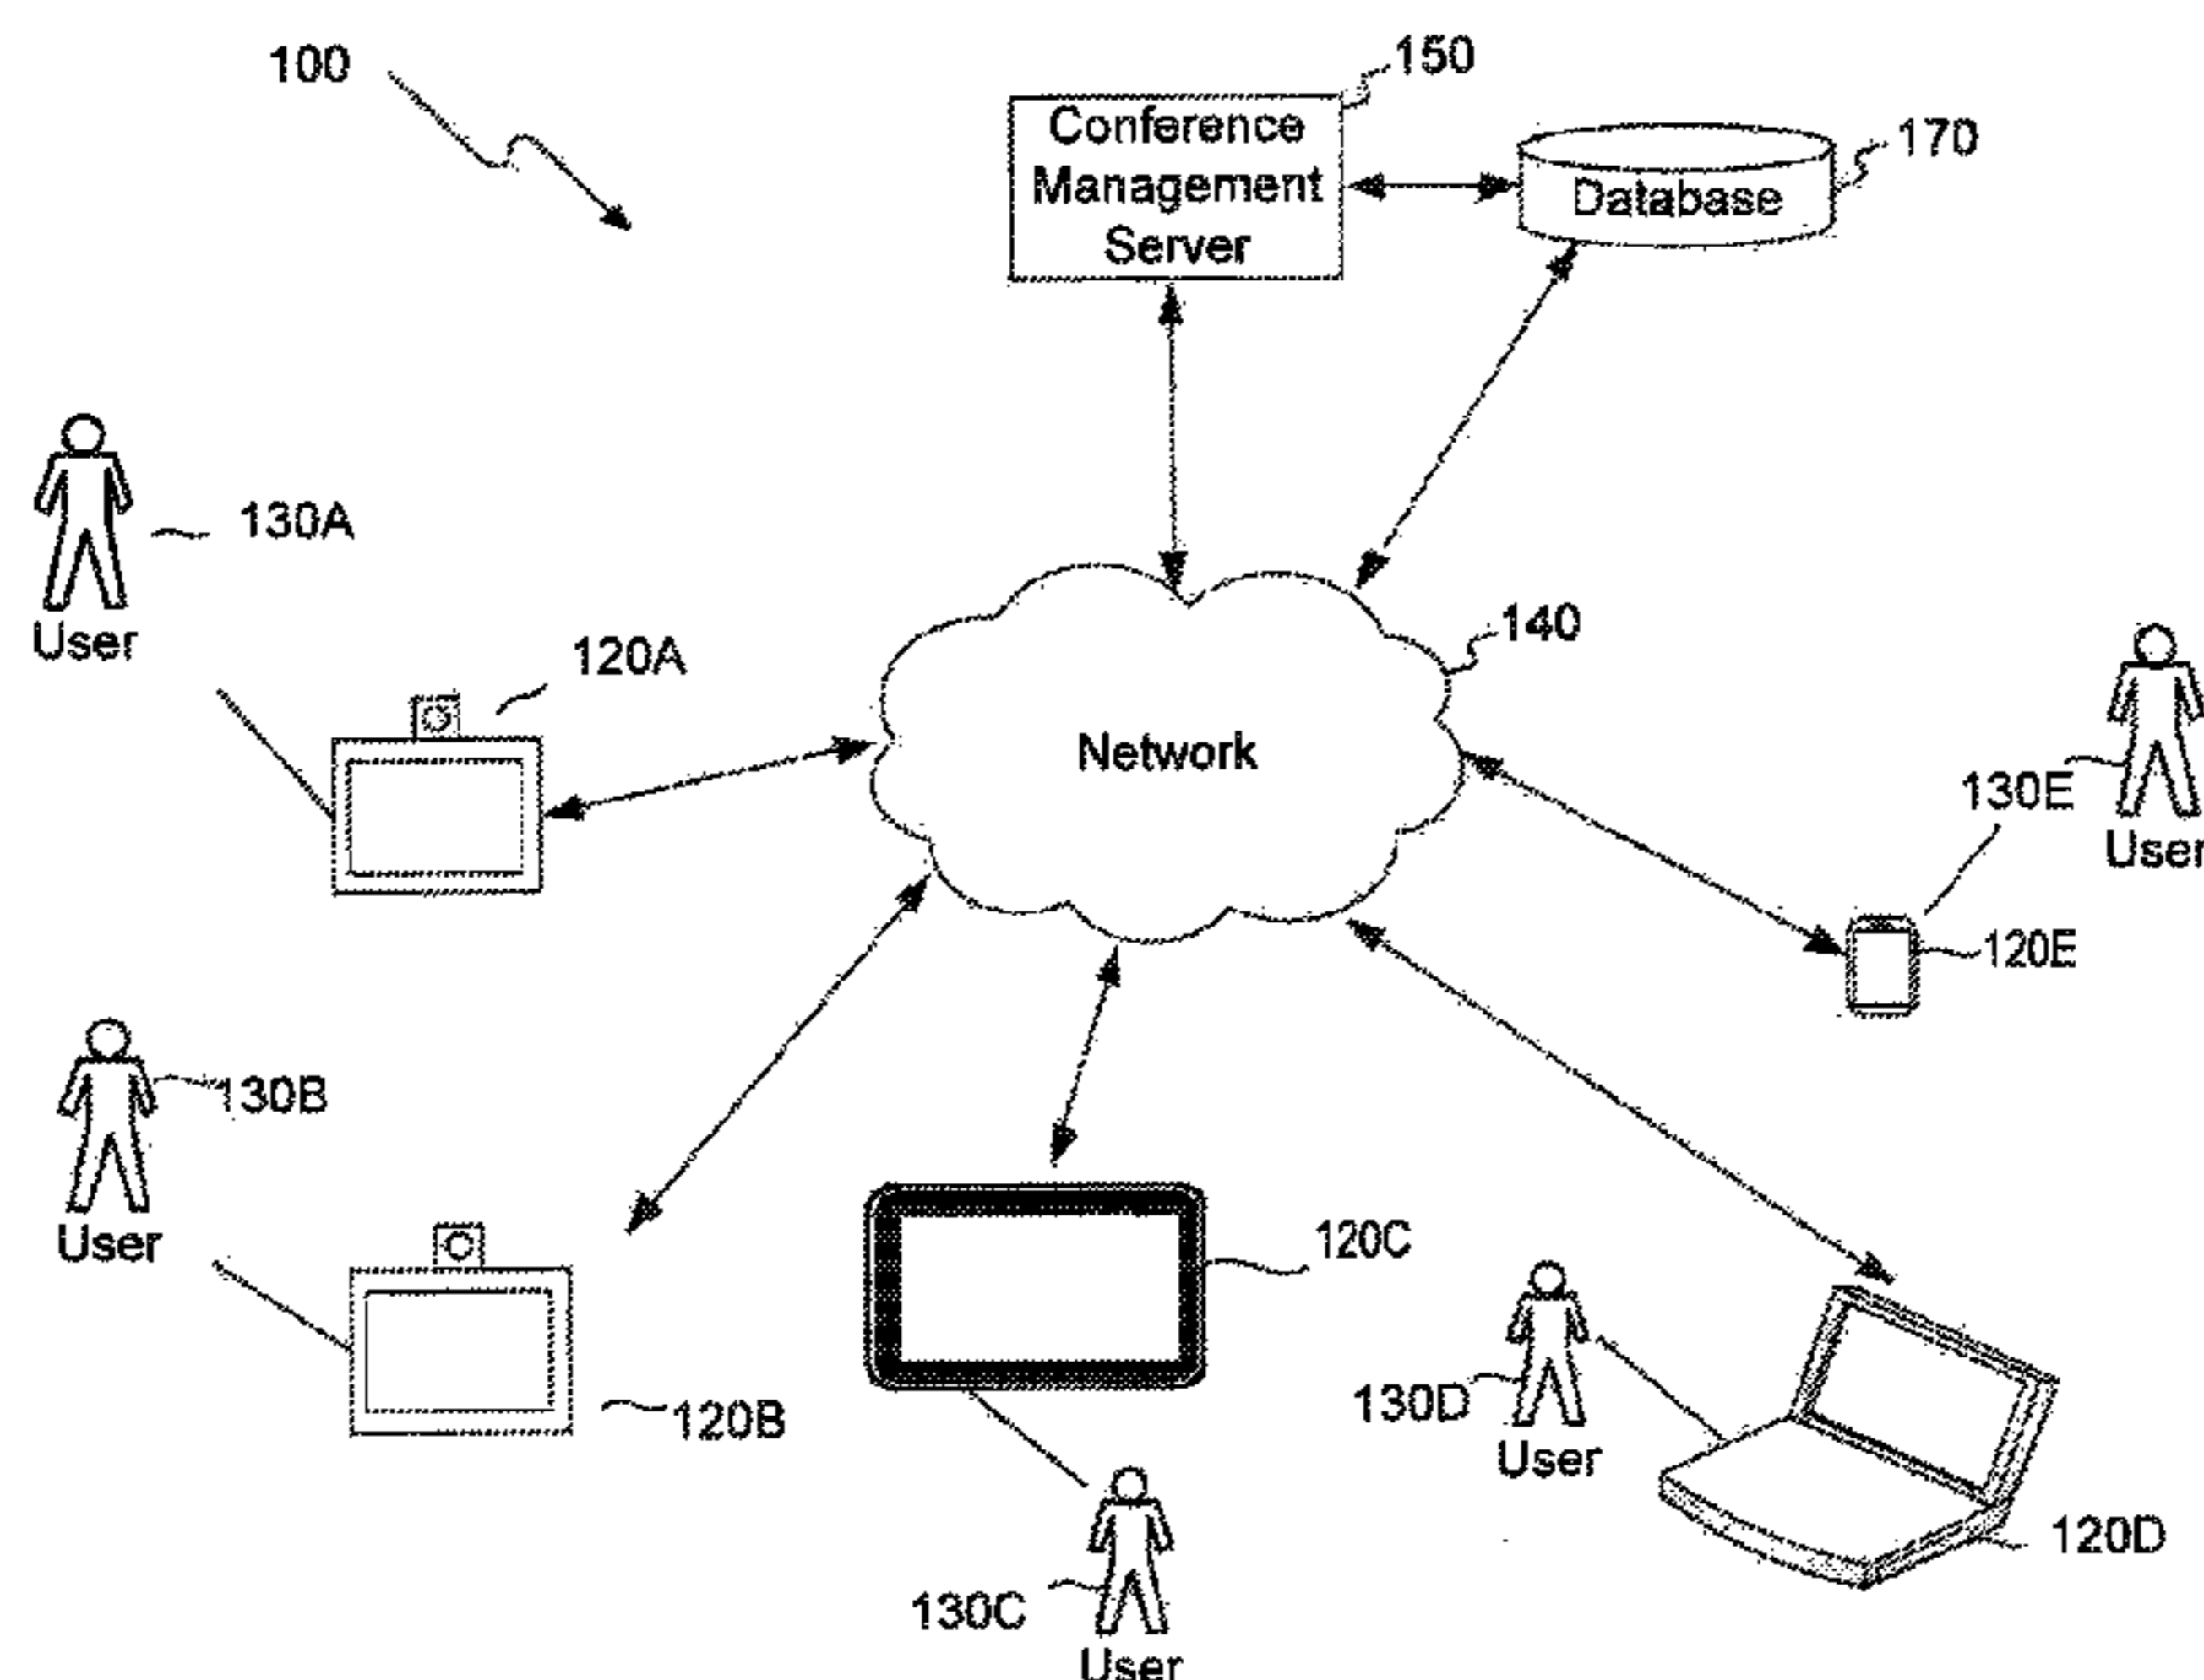 100
150
Conference
Management
Server
170
Database
130A
User
120A
140
Network
130E
User
120E
130B
User
120C
120B
130D
User
120D
130C
User